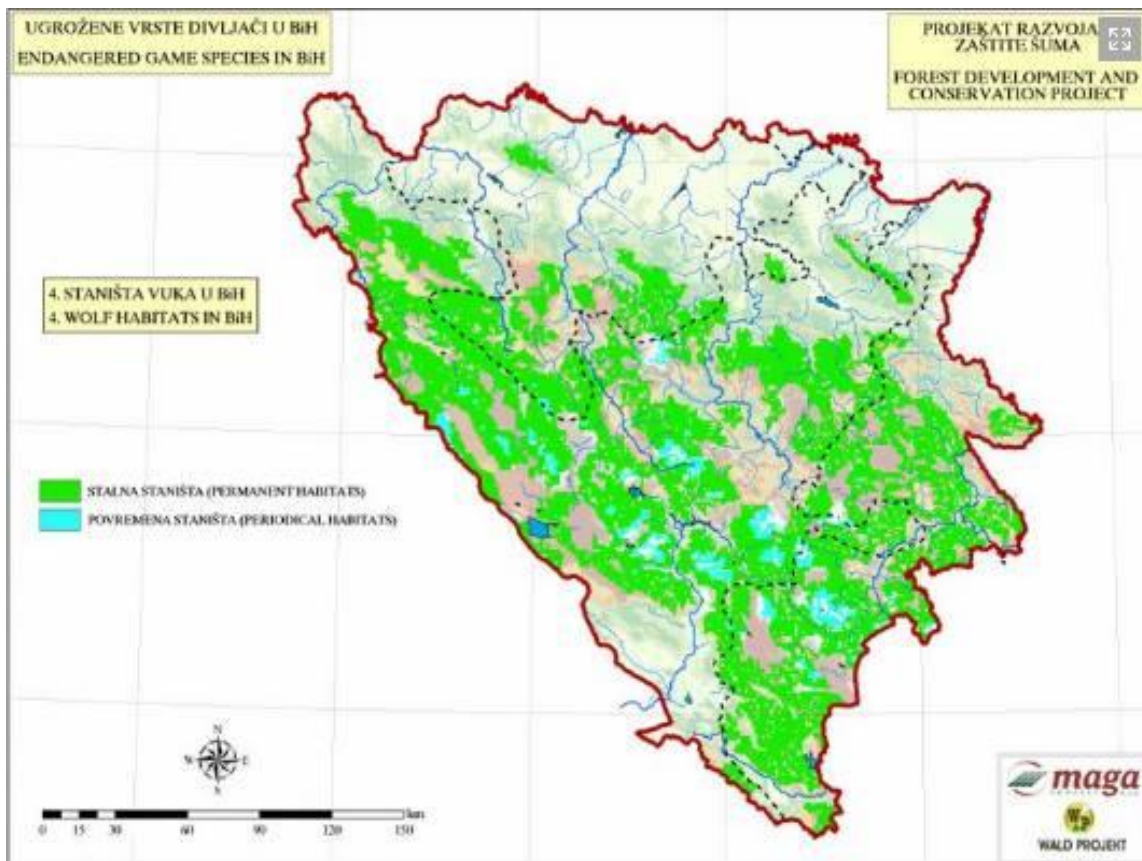 UGROŽENE VRSTE DIVLJAČI U BiH
ENDANGERED GAME SPECIES IN BiH
PROJEKAT RAZVOJA
ZAŠTITE ŠUMA
FOREST DEVELOPMENT AND
CONSERVATION PROJECT
4. STANIŠTA VUKA U BiH
4. WOLF HABITATS IN BiH
STALNA STANIŠTA (PERMANENT HABITATS)
POVREMENA STANIŠTA (PERIODICAL HABITATS)
N
W E
S
km
0 15 30 60 90 120 150
maga
WP
WALD PROJEKT